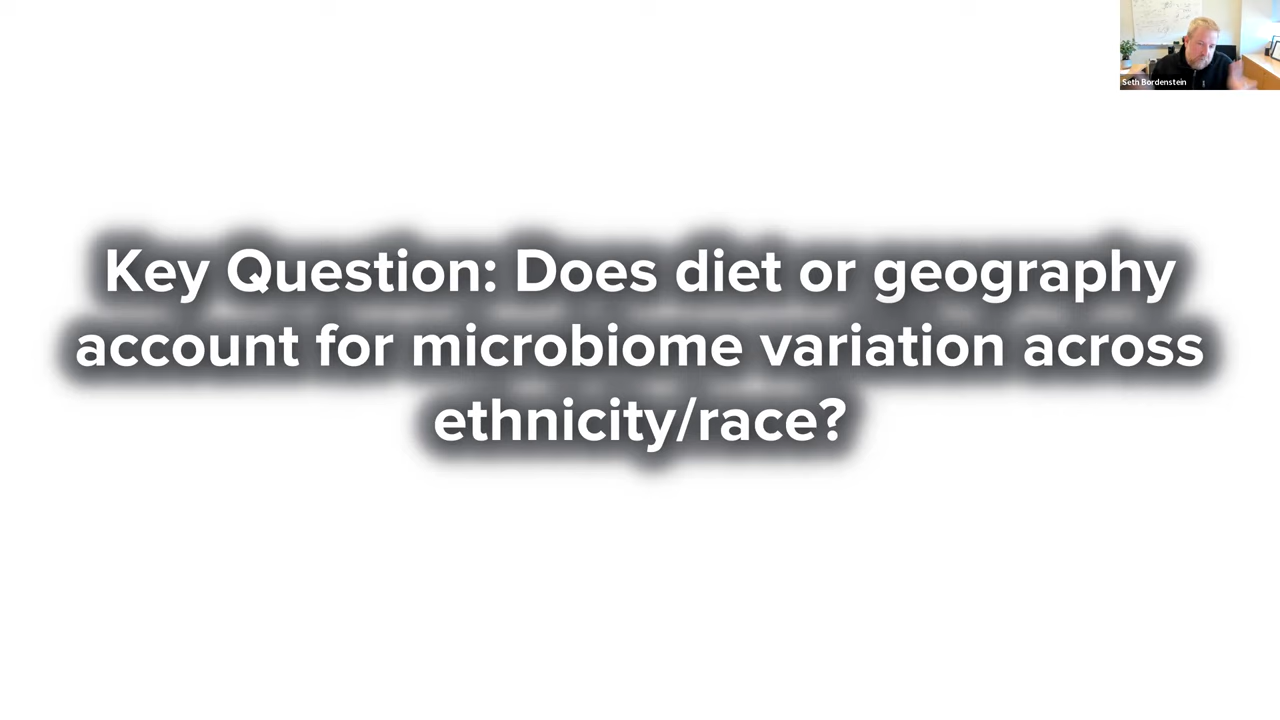 Seth Bordenstein
Key Question: Does diet or geography
account for microbiome variation across
ethnicity/race?